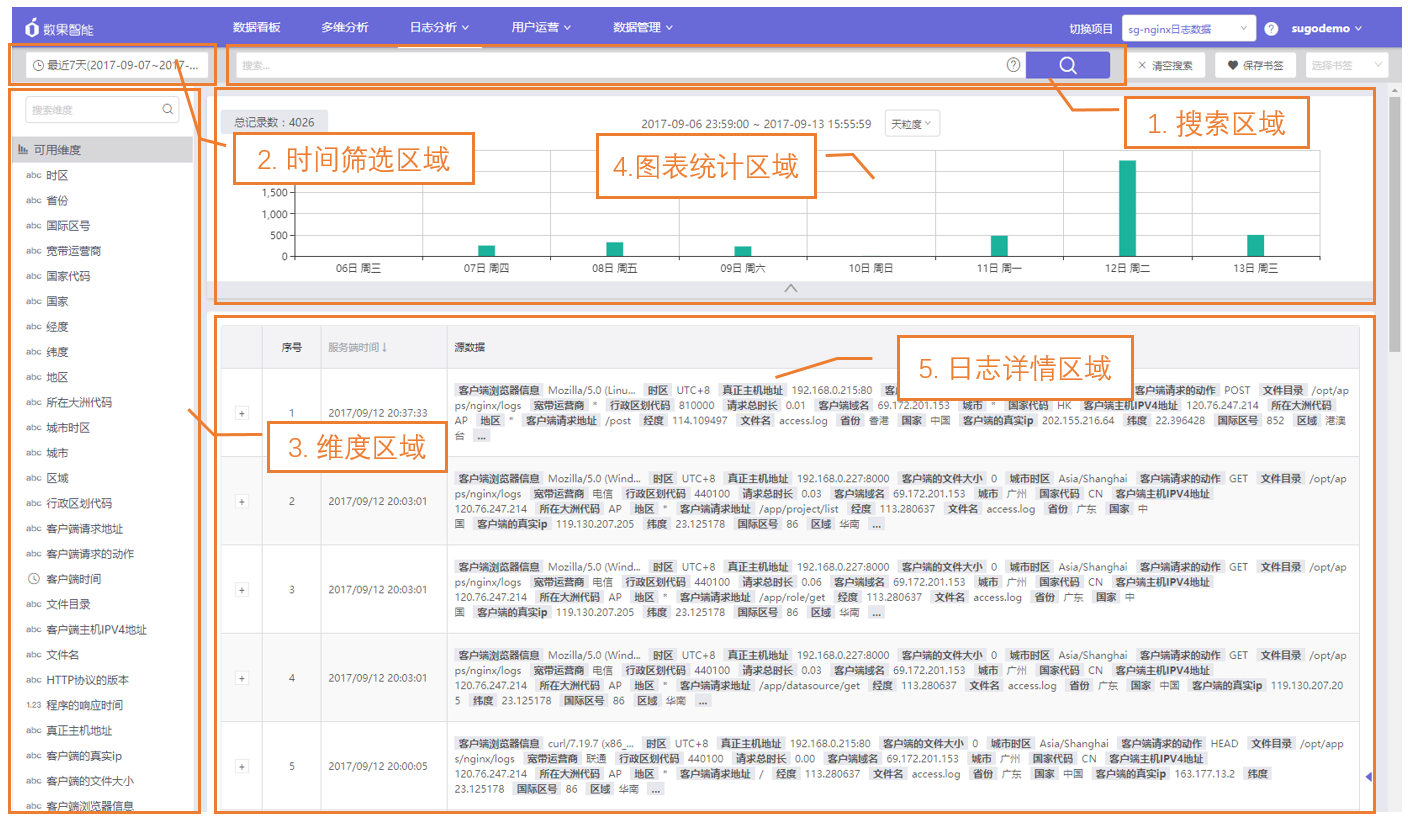 数果智能 数据看板 多维分析 日志分析 用户运营 数据管理 切换项目 sg-nginx日志数据 ? sugodemo
最近7天(2017-09-07~2017-... 搜索... ? × 清空搜索 保存书签 选择书签
搜索维度
可用维度
abc 时区
abc 省份
abc 国际区号
abc 宽带运营商
abc 国家代码
abc 国家
abc 经度
abc 纬度
abc 地区
abc 所在大洲代码
abc 城市时区
abc 城市
abc 区域
abc 行政区划代码
abc 客户端请求地址
abc 客户端请求的动作
客户端时间
abc 文件目录
abc 客户端主机IPV4地址
abc 文件名
abc HTTP协议的版本
1.23 程序的响应时间
abc 真正主机地址
abc 客户端的真实ip
abc 客户端的文件大小
abc 客户端浏览器信息
1. 搜索区域
2. 时间筛选区域
3. 维度区域
4.图表统计区域
5. 日志详情区域
总记录数：4026 2017-09-06 23:59:00 ~ 2017-09-13 15:55:59 天粒度
1,500
1,000
500
0
06日 周三 07日 周四 08日 周五 09日 周六 10日 周日 11日 周一 12日 周二 13日 周三
序号 服务端时间↓ 源数据
+ 1 2017/09/12 20:37:33
客户端浏览器信息 Mozilla/5.0 (Linu... 时区 UTC+8 真正主机地址 192.168.0.215:80 客户端请求的动作 POST 文件目录 /opt/ap
ps/nginx/logs 宽带运营商 * 行政区划代码 810000 请求总时长 0.01 客户端域名 69.172.201.153 城市 * 国家代码 HK 客户端主机IPV4地址 120.76.247.214 所在大洲代码
AP 地区 * 客户端请求地址 /post 经度 114.109497 文件名 access.log 省份 香港 国家 中国 客户端的真实ip 202.155.216.64 纬度 22.396428 国际区号 852 区域 港澳
台 ...
+ 2 2017/09/12 20:03:01
客户端浏览器信息 Mozilla/5.0 (Wind... 时区 UTC+8 真正主机地址 192.168.0.227:8000 客户端的文件大小 0 城市时区 Asia/Shanghai 客户端请求的动作 GET 文件目录 /opt/ap
ps/nginx/logs 宽带运营商 电信 行政区划代码 440100 请求总时长 0.03 客户端域名 69.172.201.153 城市 广州 国家代码 CN 客户端主机IPV4地址
120.76.247.214 所在大洲代码 AP 地区 * 客户端请求地址 /app/project/list 经度 113.280637 文件名 access.log 省份 广东 国家 中
国 客户端的真实ip 119.130.207.205 纬度 23.125178 国际区号 86 区域 华南 ...
+ 3 2017/09/12 20:03:01
客户端浏览器信息 Mozilla/5.0 (Wind... 时区 UTC+8 真正主机地址 192.168.0.227:8000 客户端的文件大小 0 城市时区 Asia/Shanghai 客户端请求的动作 GET 文件目录 /opt/ap
ps/nginx/logs 宽带运营商 电信 行政区划代码 440100 请求总时长 0.06 客户端域名 69.172.201.153 城市 广州 国家代码 CN 客户端主机IPV4地址
120.76.247.214 所在大洲代码 AP 地区 * 客户端请求地址 /app/role/get 经度 113.280637 文件名 access.log 省份 广东 国家 中
国 客户端的真实ip 119.130.207.205 纬度 23.125178 国际区号 86 区域 华南 ...
+ 4 2017/09/12 20:03:01
客户端浏览器信息 Mozilla/5.0 (Wind... 时区 UTC+8 真正主机地址 192.168.0.227:8000 客户端的文件大小 0 城市时区 Asia/Shanghai 客户端请求的动作 GET 文件目录 /opt/ap
ps/nginx/logs 宽带运营商 电信 行政区划代码 440100 请求总时长 0.03 客户端域名 69.172.201.153 城市 广州 国家代码 CN 客户端主机IPV4地址
120.76.247.214 所在大洲代码 AP 地区 * 客户端请求地址 /app/datasource/get 经度 113.280637 文件名 access.log 省份 广东 国家 中国 客户端的真实ip 119.130.207.20
5 纬度 23.125178 国际区号 86 区域 华南 ...
+ 5 2017/09/12 20:00:05
客户端浏览器信息 curl/7.19.7 (x86_... 时区 UTC+8 真正主机地址 192.168.0.215:80 客户端的文件大小 0 城市时区 Asia/Shanghai 客户端请求的动作 HEAD 文件目录 /opt/app
s/nginx/logs 宽带运营商 联通 行政区划代码 440100 请求总时长 0.00 客户端域名 69.172.201.153 城市 广州 国家代码 CN 客户端主机IPV4地址
120.76.247.214 所在大洲代码 AP 地区 * 客户端请求地址 / 经度 113.280637 文件名 access.log 省份 广东 国家 中国 客户端的真实ip 163.177.13.2 纬度
23.125178 国际区号 86 区域 华南 ...